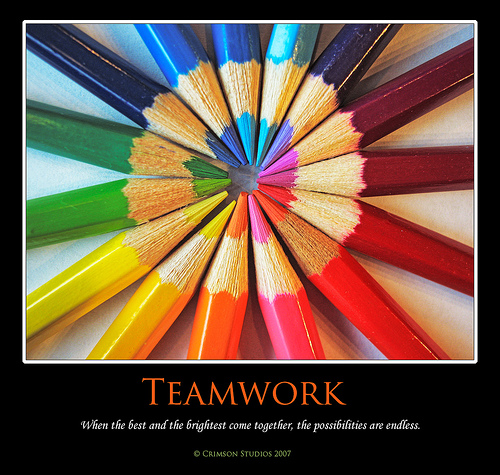 TEAMWORK
When the best and the brightest come together, the possibilities are endless.
© CRIMSON STUDIOS 2007